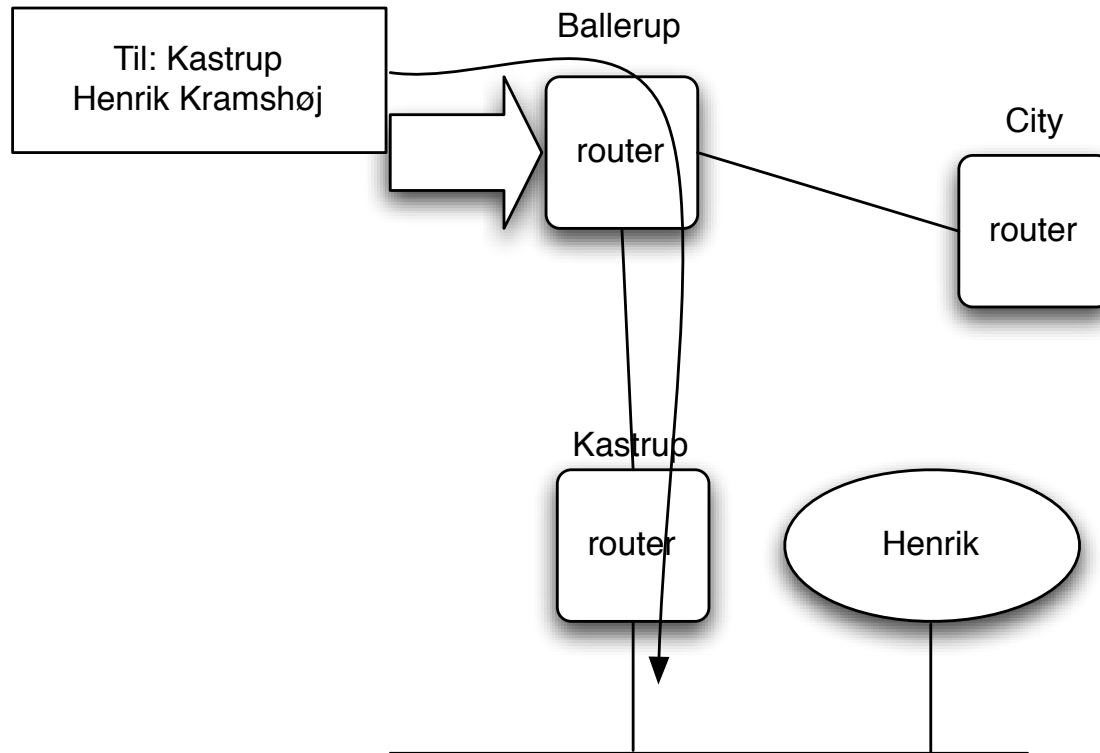 Til: Kastrup
Henrik Kramshøj
Ballerup
router
City
router
Kastrup
router
Henrik